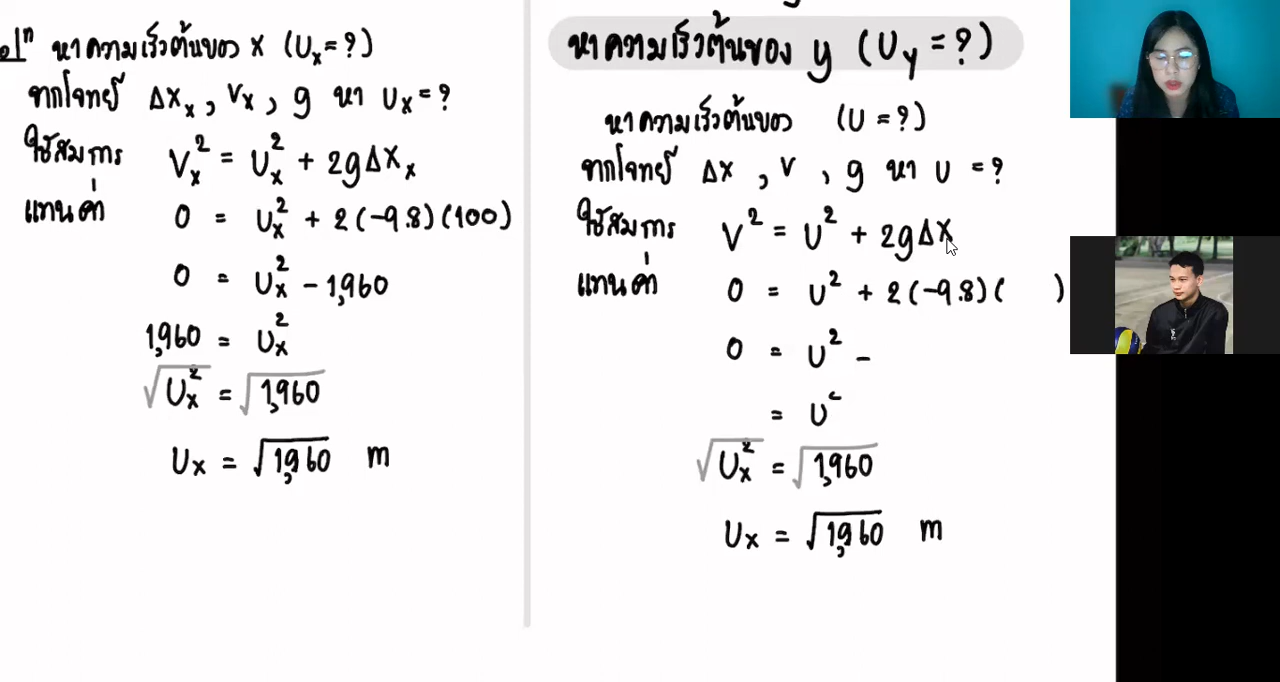 หาความเร็วต้นของ x (Ux = ?)
จากโจทย์ Δxx , Vx , g หา Ux = ?
ใช้สมการ Vx² = Ux² + 2gΔxx
แทนค่า 0 = Ux² + 2(-9.8)(100)
0 = Ux² - 1,960
1,960 = Ux²
√Ux² = √1,960
Ux = √1,960 m
หาความเร็วต้นของ y (Uy = ?)
หาความเร็วต้นของ (U = ?)
จากโจทย์ Δx , V , g หา U = ?
ใช้สมการ V² = U² + 2gΔx
แทนค่า 0 = U² + 2(-9.8)( )
0 = U² -
= U²
√Ux² = √1,960
Ux = √1,960 m